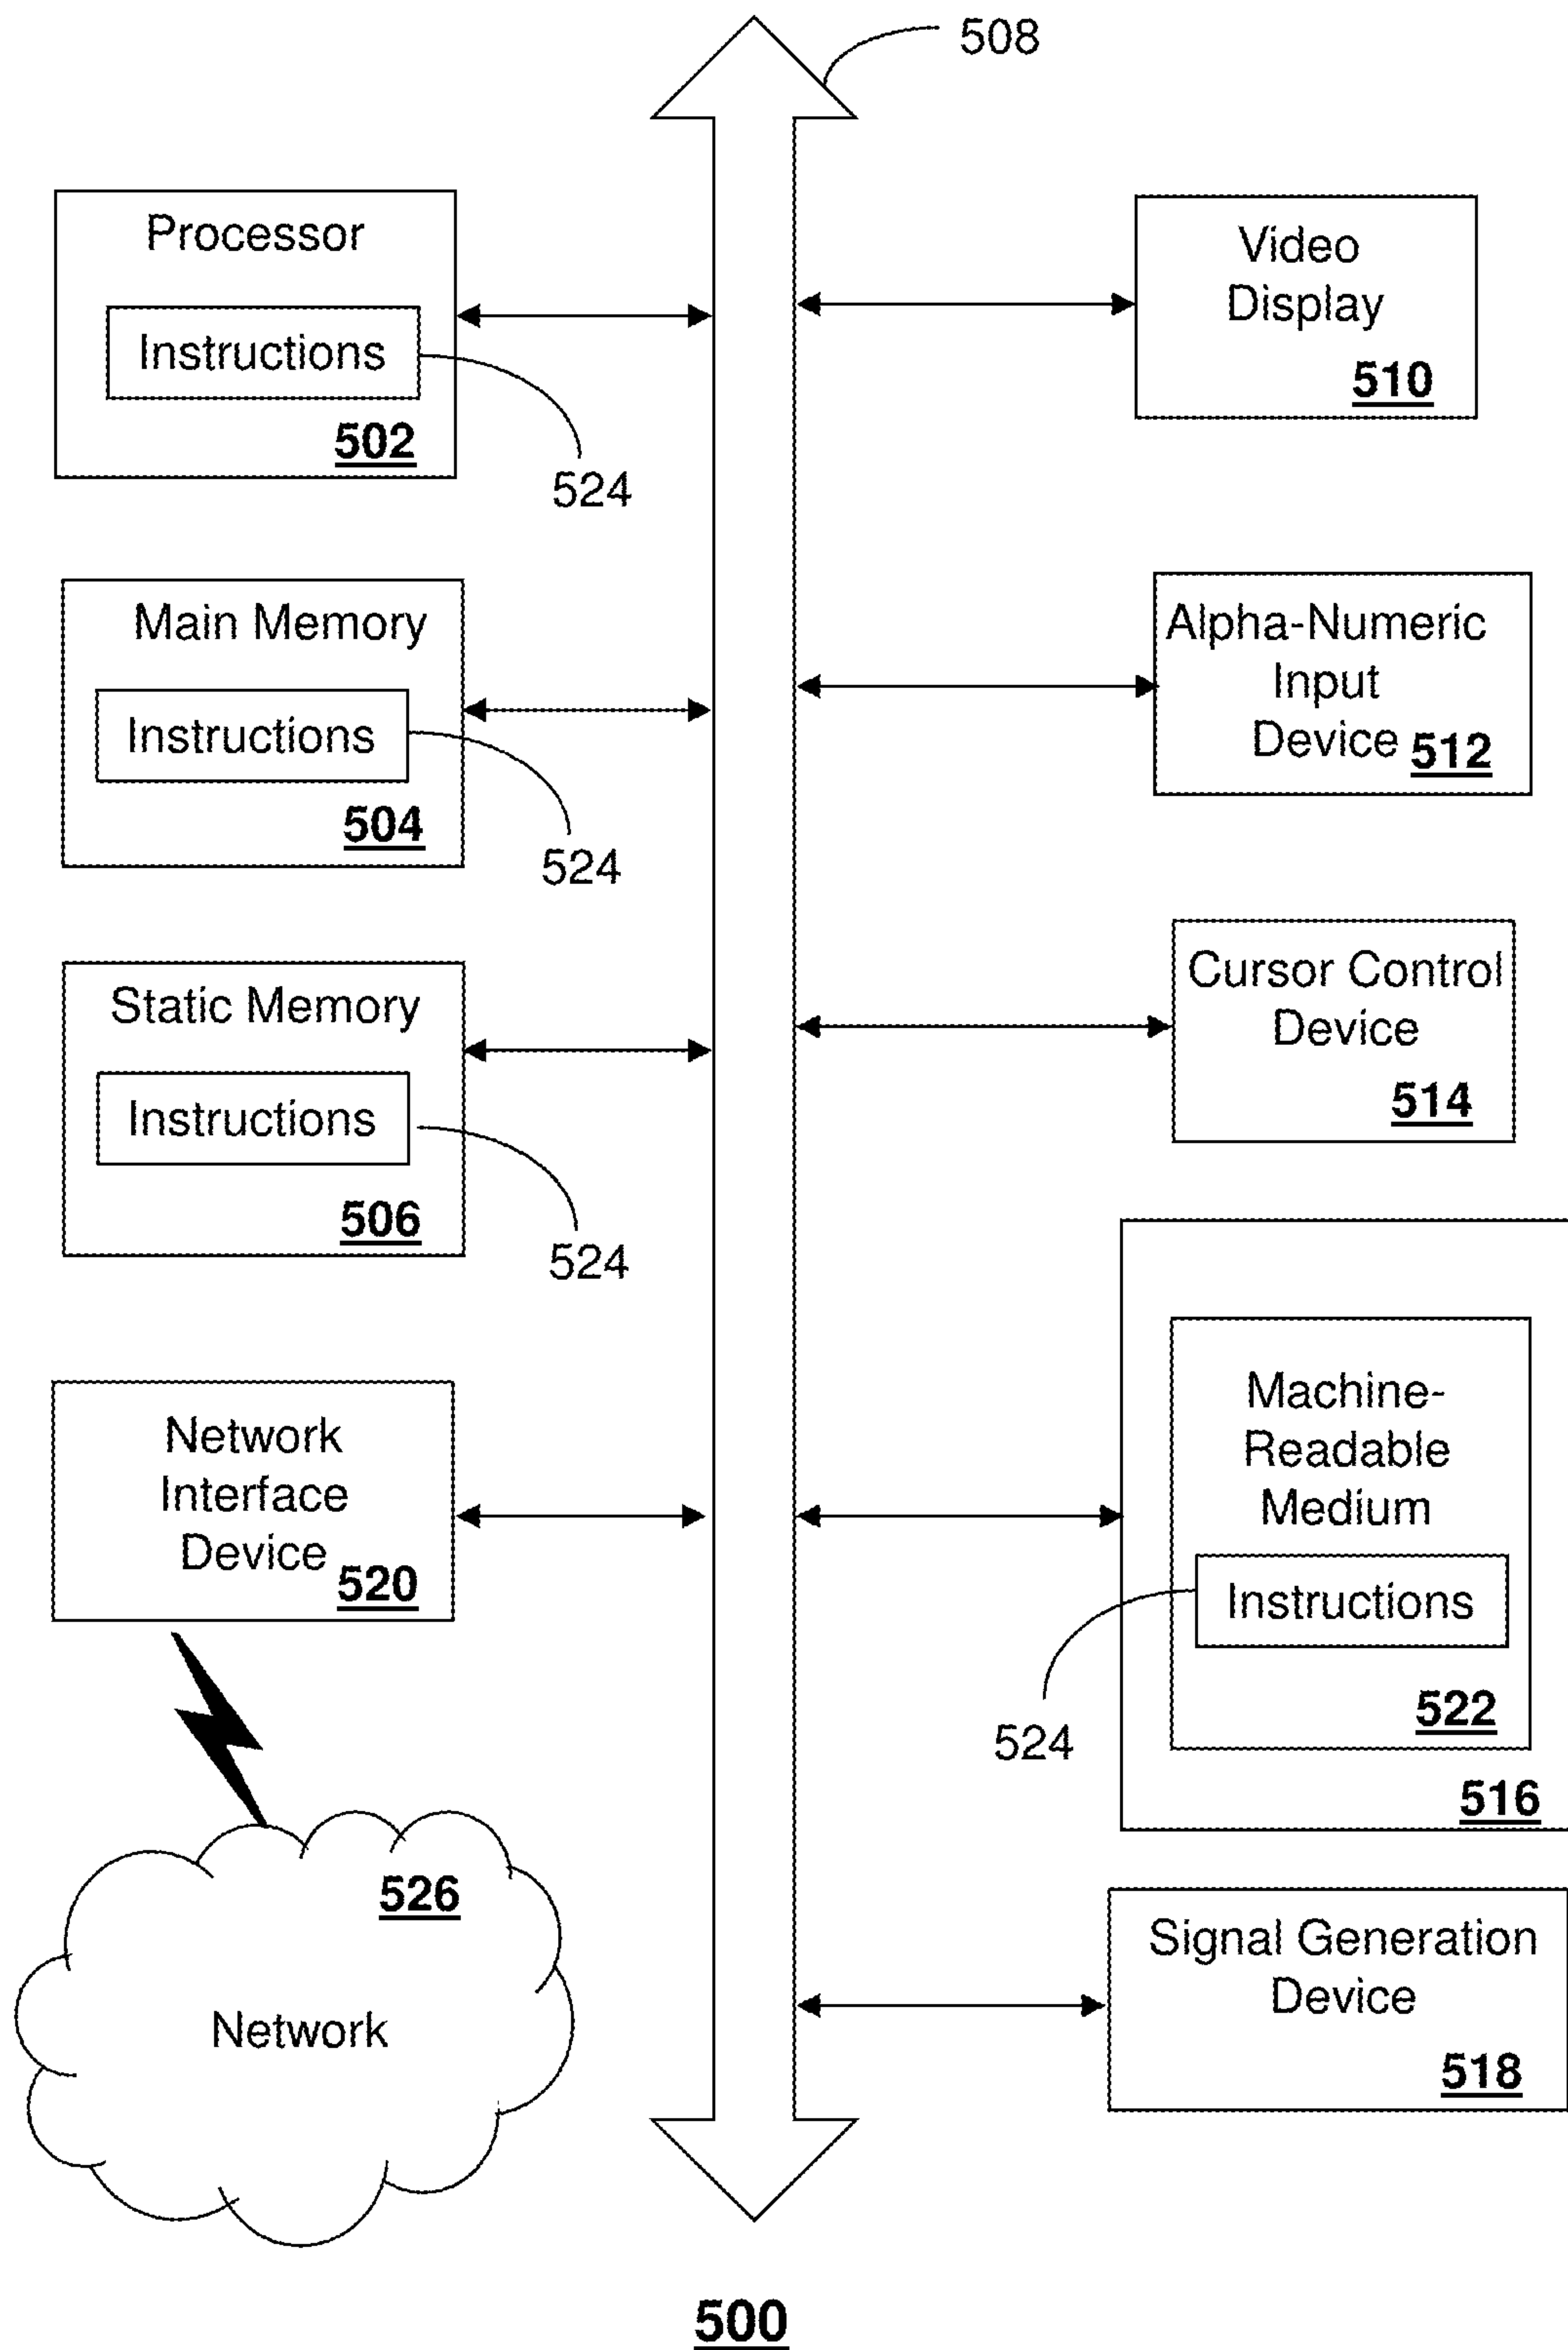 508
Processor
Instructions
502
524
Main Memory
Instructions
504
524
Static Memory
Instructions
506
524
Network
Interface
Device
520
526
Network
Video
Display
510
Alpha-Numeric
Input
Device 512
Cursor Control
Device
514
Machine-
Readable
Medium
Instructions
522
524
516
Signal Generation
Device
518
500